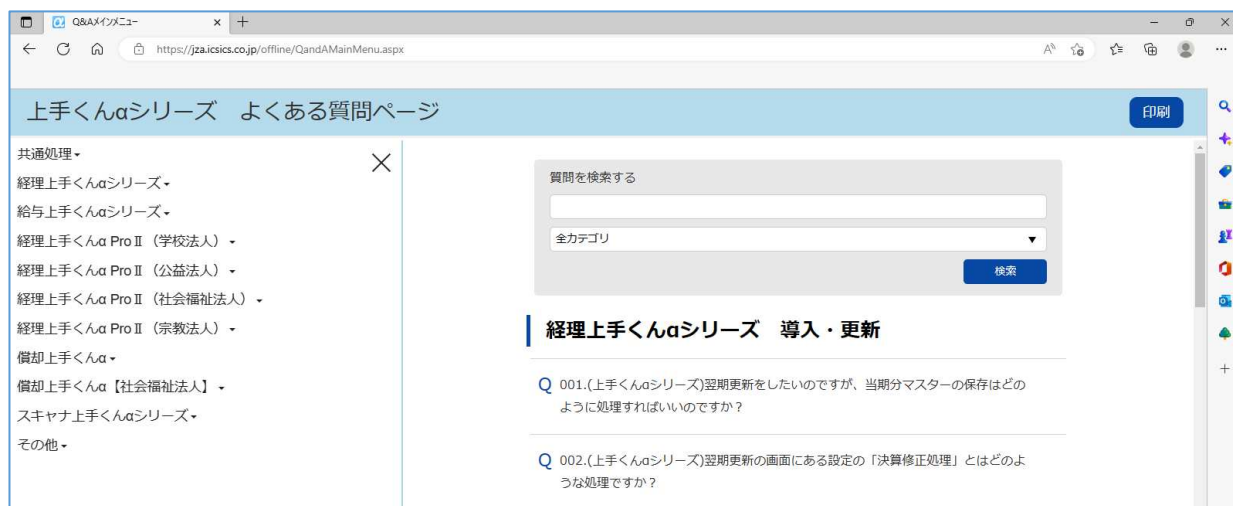 Q&Aメインメニュー
https://jza.icsics.co.jp/offline/QandAMainMenu.aspx
上手くんαシリーズ　よくある質問ページ
印刷
共通処理
経理上手くんαシリーズ
給与上手くんαシリーズ
経理上手くんα ProⅡ（学校法人）
経理上手くんα ProⅡ（公益法人）
経理上手くんα ProⅡ（社会福祉法人）
経理上手くんα ProⅡ（宗教法人）
償却上手くんα
償却上手くんα【社会福祉法人】
スキャナ上手くんαシリーズ
その他
質問を検索する
全カテゴリ
検索
経理上手くんαシリーズ　導入・更新
Q 001.(上手くんαシリーズ)翌期更新をしたいのですが、当期分マスターの保存はどの
ように処理すればいいのですか？
Q 002.(上手くんαシリーズ)翌期更新の画面にある設定の「決算修正処理」とはどのよ
うな処理ですか？